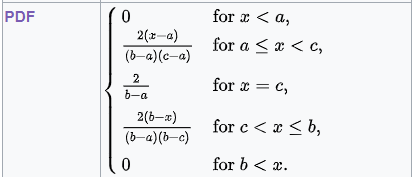 PDF
0 for x < a,
2(x−a) / (b−a)(c−a) for a ≤ x < c,
2 / b−a for x = c,
2(b−x) / (b−a)(b−c) for c < x ≤ b,
0 for b < x.